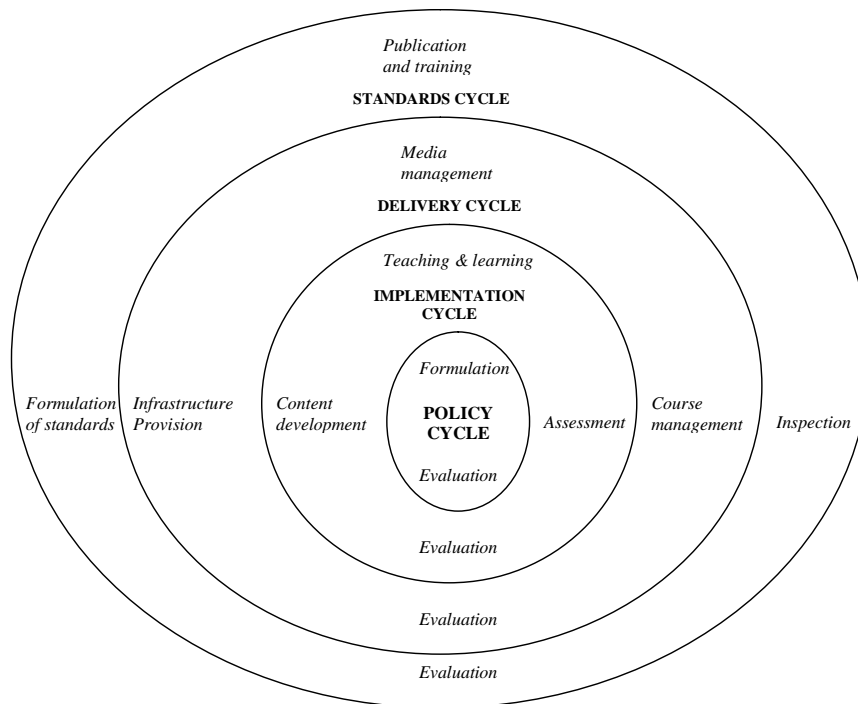 Publication
and training
STANDARDS CYCLE
Media
management
DELIVERY CYCLE
Teaching & learning
IMPLEMENTATION
CYCLE
Formulation
Formulation
of standards
Infrastructure
Provision
Content
development
POLICY
CYCLE
Assessment
Course
management
Inspection
Evaluation
Evaluation
Evaluation
Evaluation